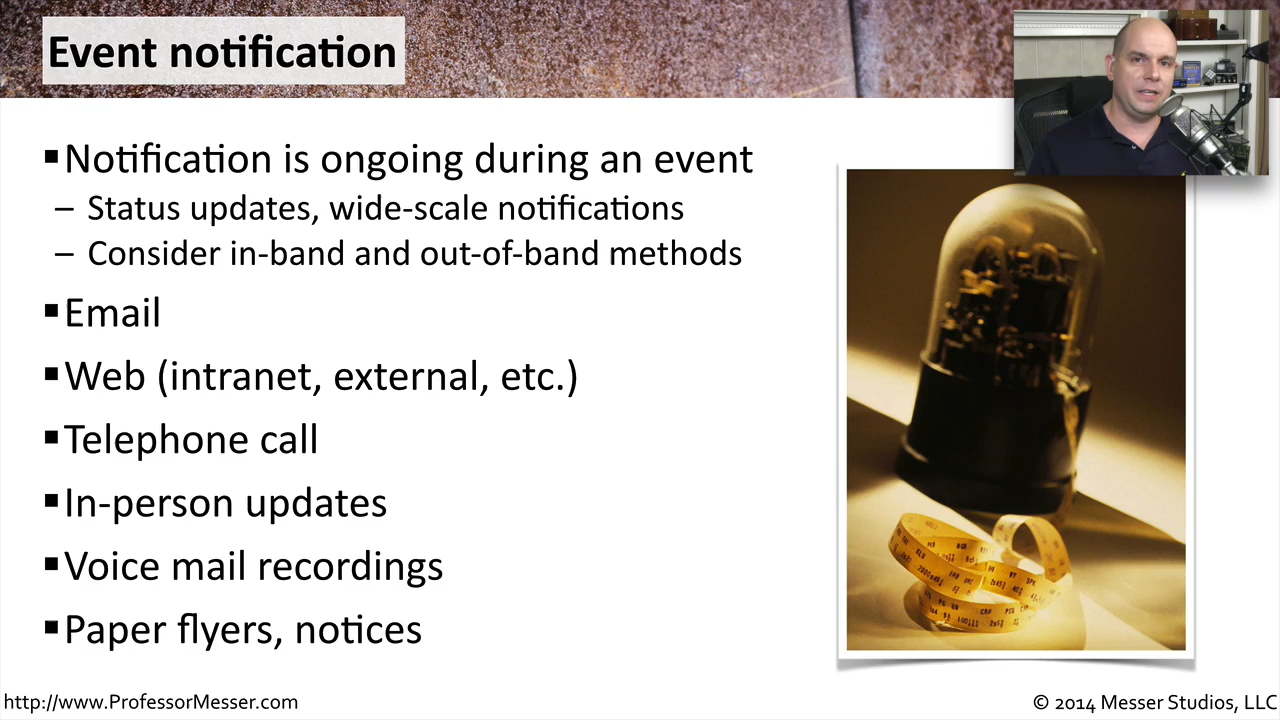 Event notification
▪Notification is ongoing during an event
– Status updates, wide-scale notifications
– Consider in-band and out-of-band methods
▪Email
▪Web (intranet, external, etc.)
▪Telephone call
▪In-person updates
▪Voice mail recordings
▪Paper flyers, notices
http://www.ProfessorMesser.com
© 2014 Messer Studios, LLC